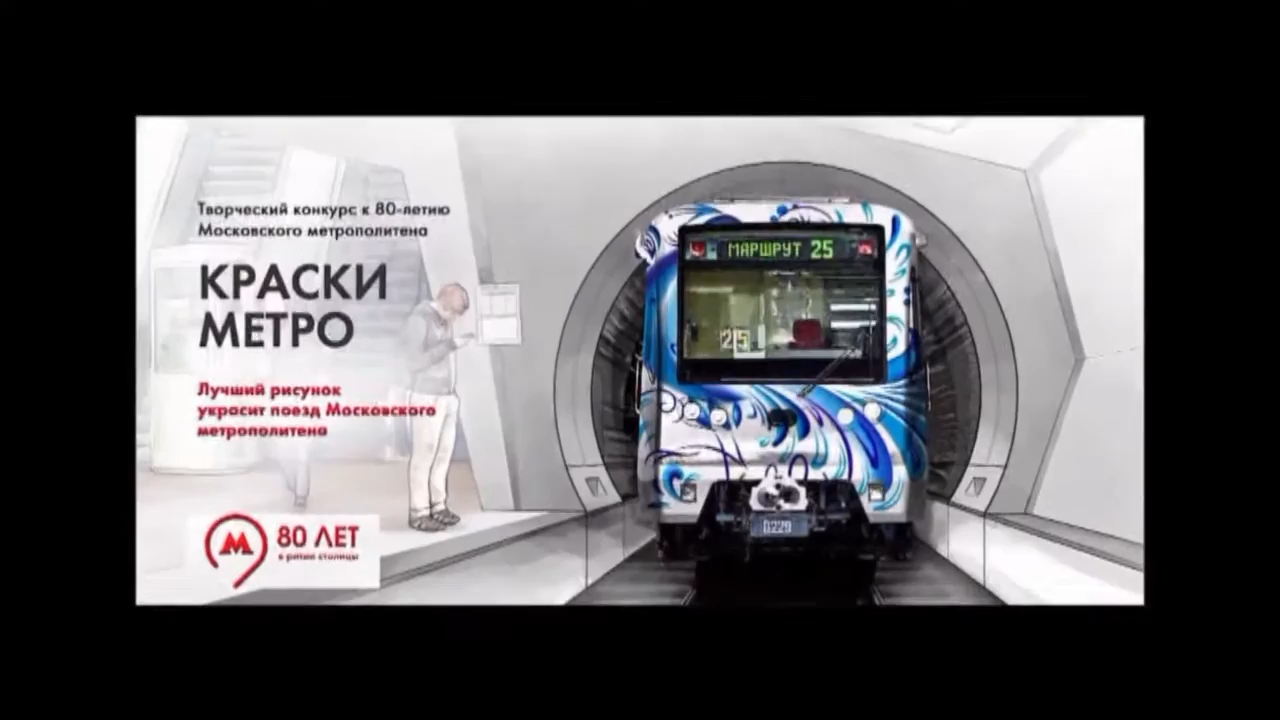 Творческий конкурс к 80-летию
Московского метрополитена
КРАСКИ
МЕТРО
Лучший рисунок
украсит поезд Московского
метрополитена
М
80 ЛЕТ
в ритме столицы
МАРШРУТ 25
25
0229